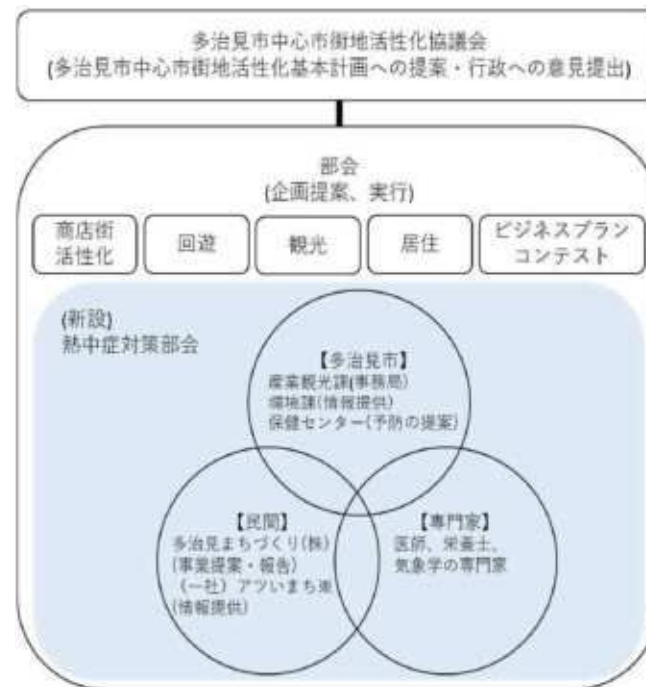 多治見市中心市街地活性化協議会
(多治見市中心市街地活性化基本計画への提案・行政への意見提出)
部会
(企画提案、実行)
商店街
活性化
回遊
観光
居住
ビジネスプラン
コンテスト
(新設)
熱中症対策部会
【多治見市】
産業観光課(事務局)
環境課(情報提供)
保健センター(予防の提案)
【民間】
多治見まちづくり(株)
(事業提案・報告)
(一社)アツいまち東
(情報提供)
【専門家】
医師、栄養士、
気象学の専門家